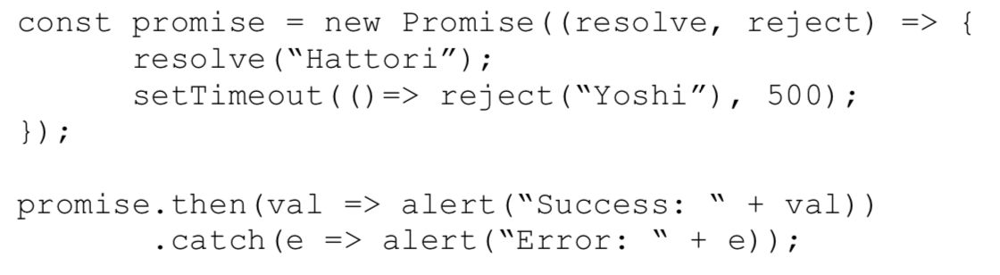 const promise = new Promise((resolve, reject) => {
resolve(“Hattori”);
setTimeout(()=> reject(“Yoshi”), 500);
});
promise.then(val => alert(“Success: “ + val))
.catch(e => alert(“Error: “ + e));